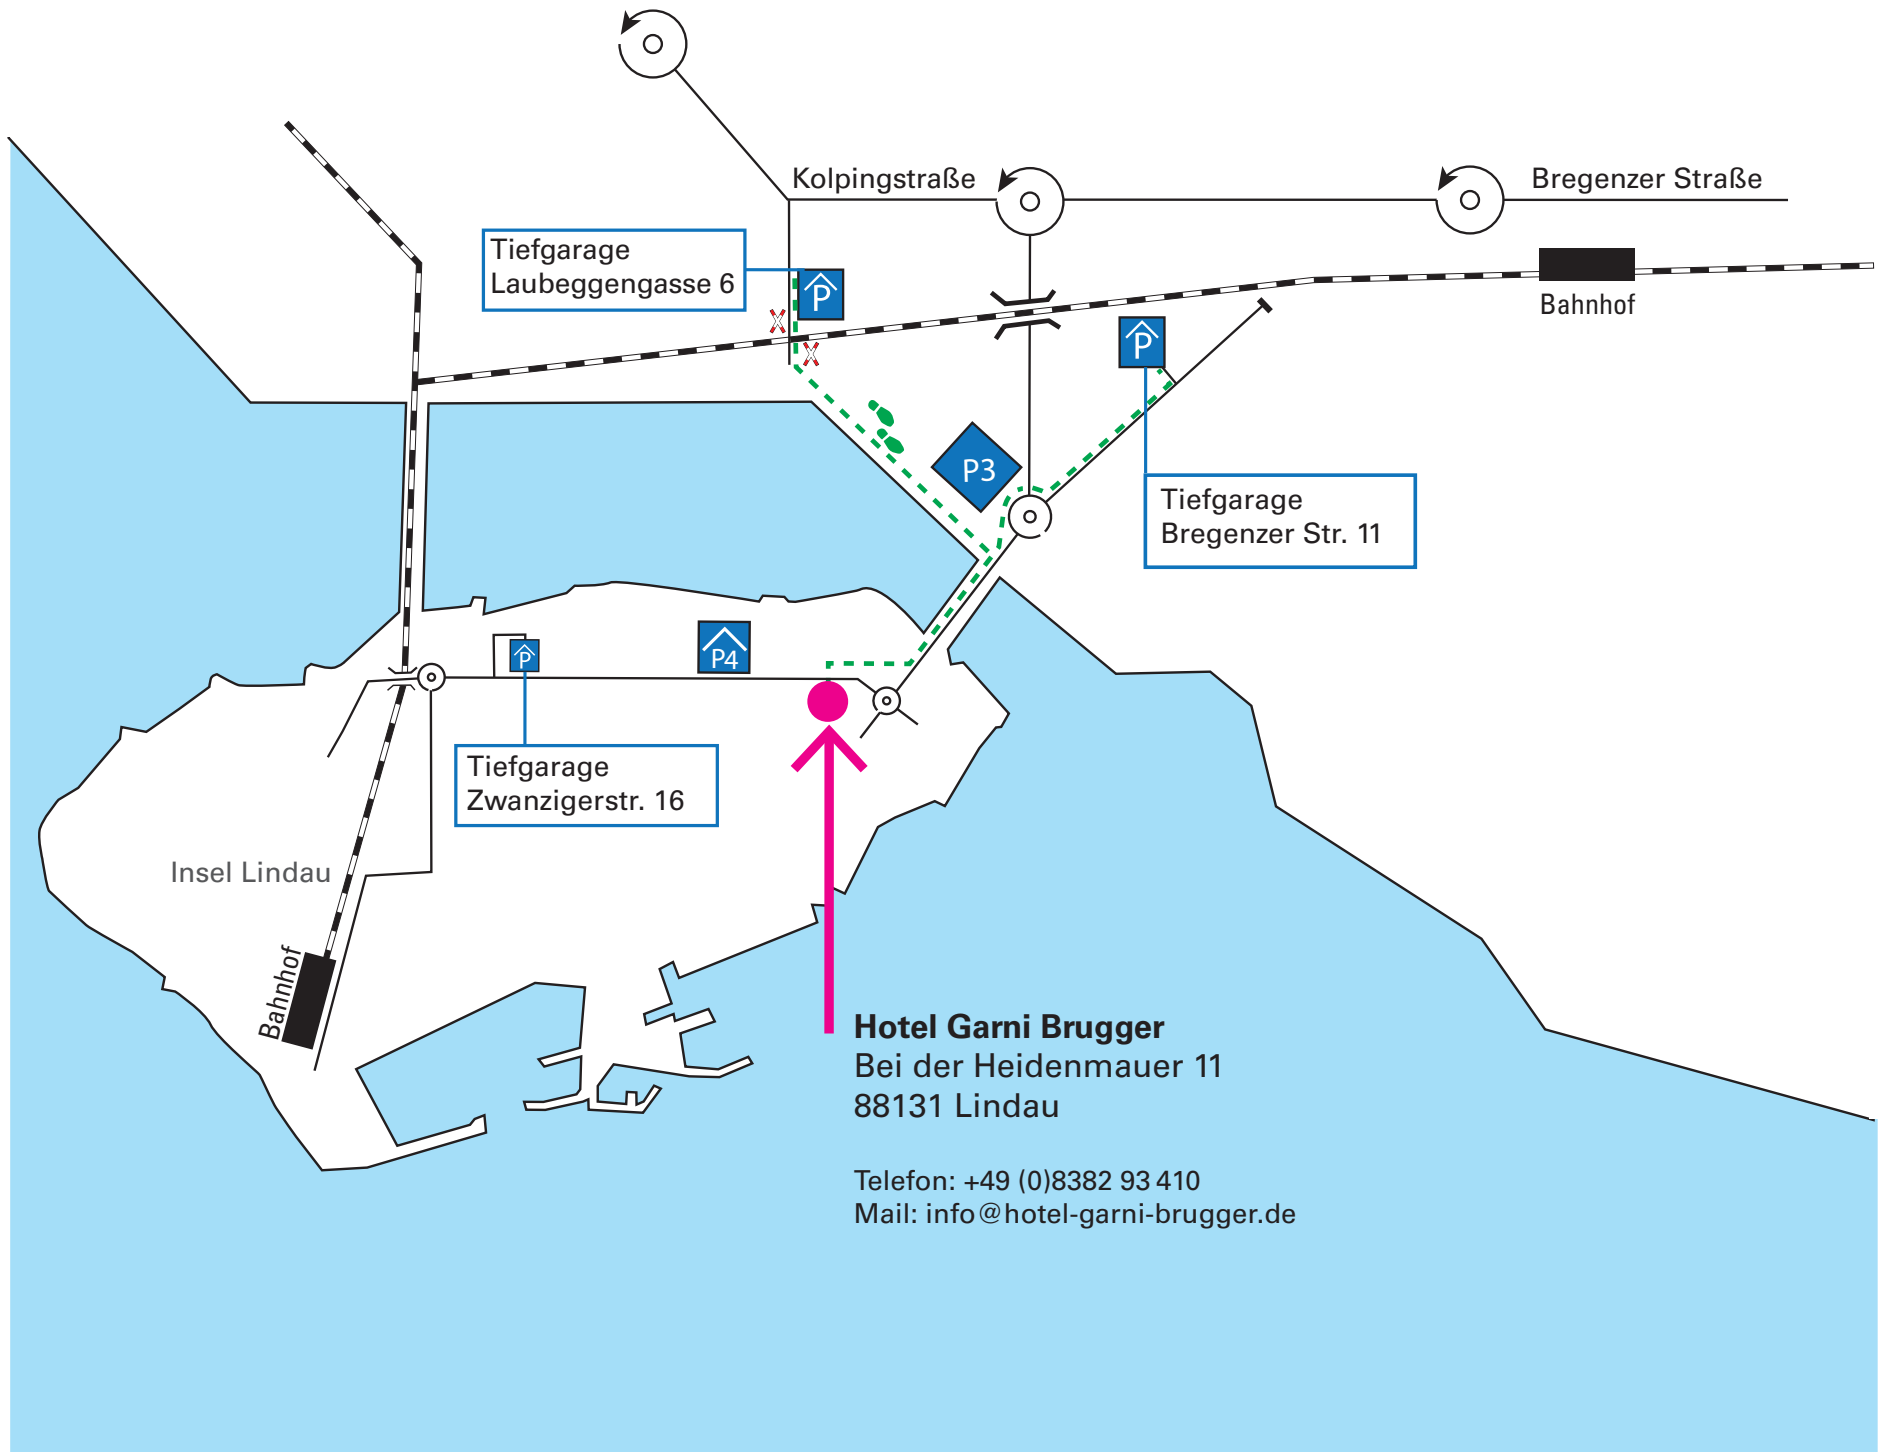 Kolpingstraße
Bregenzer Straße
Tiefgarage
Laubeggengasse 6
P
Bahnhof
P
P3
Tiefgarage
Bregenzer Str. 11
P
P4
Tiefgarage
Zwanzigerstr. 16
Insel Lindau
Bahnhof
Hotel Garni Brugger
Bei der Heidenmauer 11
88131 Lindau
Telefon: +49 (0)8382 93 410
Mail: info@hotel-garni-brugger.de